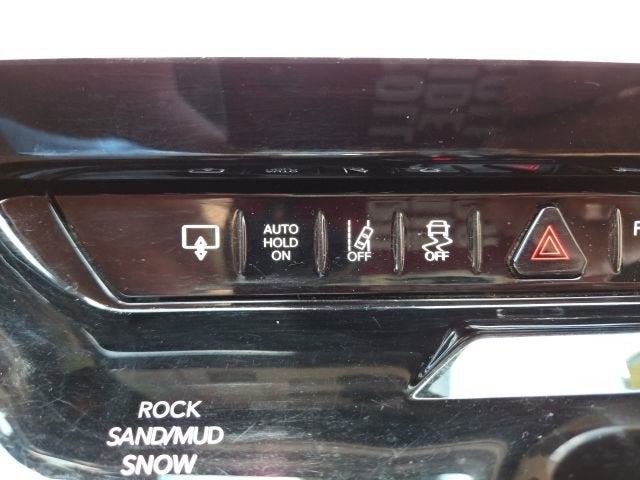 AUTO
HOLD
ON
OFF
OFF
ROCK
SAND/MUD
SNOW